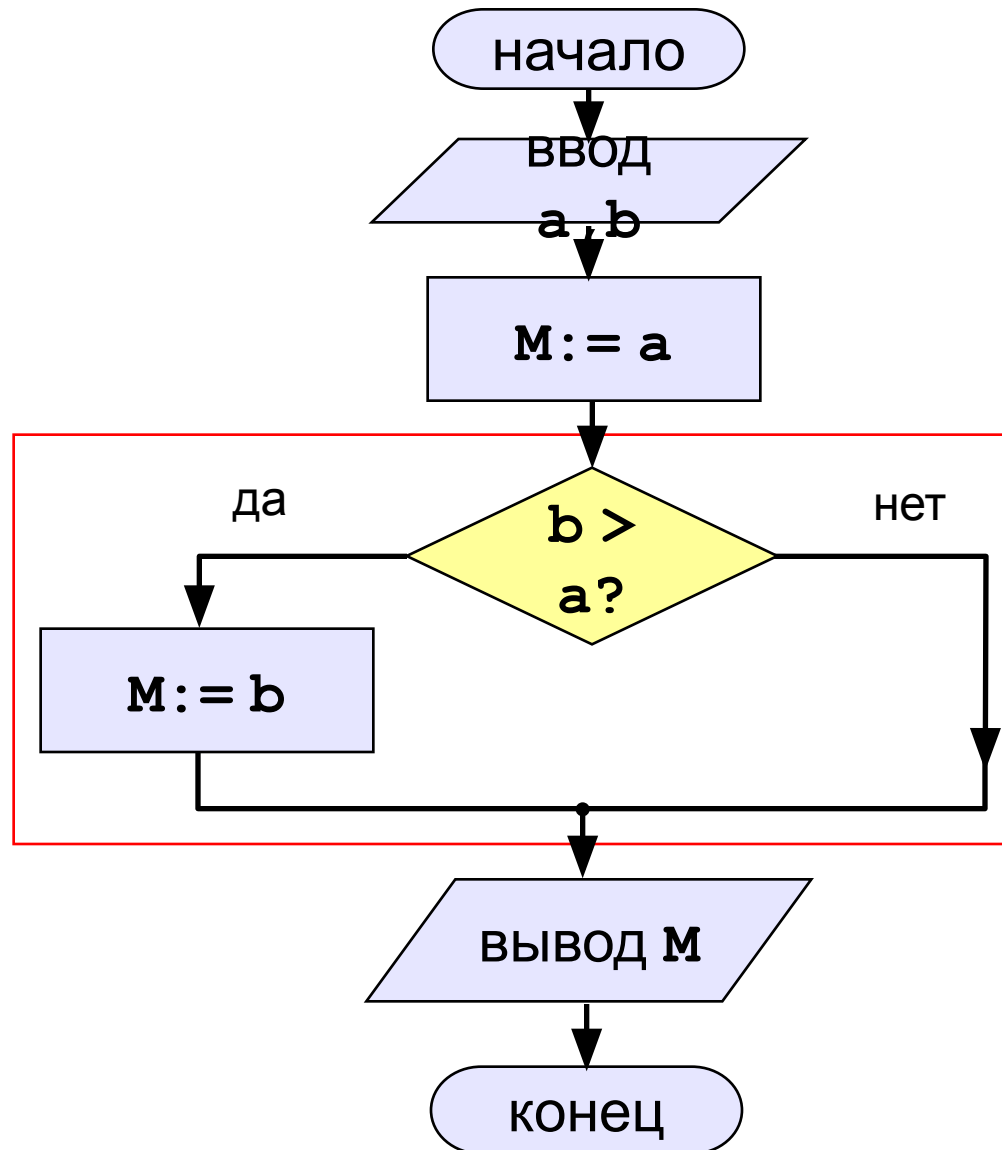 начало
ввод
a,b
M:= a
да
нет
b >
a?
M:= b
вывод M
конец